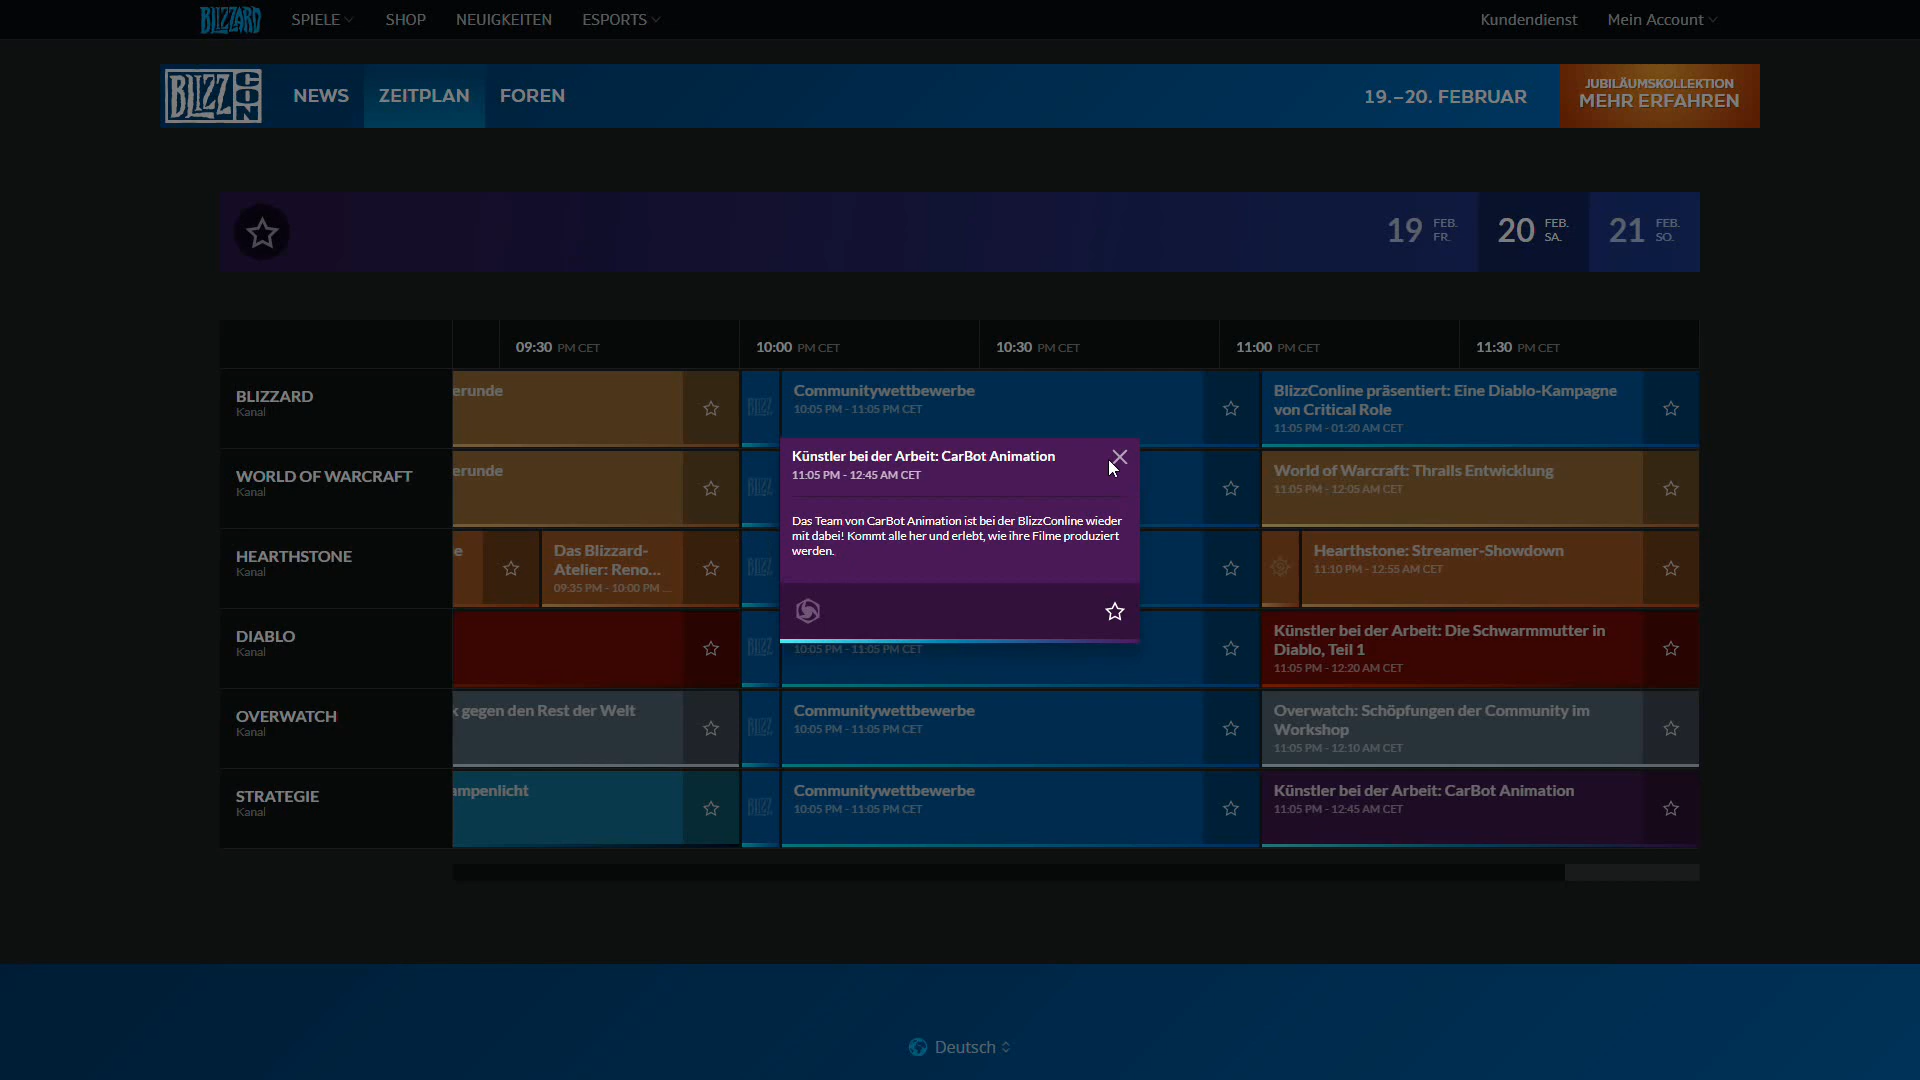 BLIZZARD SPIELE SHOP NEUIGKEITEN ESPORTS Kundendienst Mein Account
BLIZZCON NEWS ZEITPLAN FOREN 19.–20. FEBRUAR JUBILÄUMSKOLLEKTION
MEHR ERFAHREN
19 FEB. FR. 20 FEB. SA. 21 FEB. SO.
09:30 PM CET 10:00 PM CET 10:30 PM CET 11:00 PM CET 11:30 PM CET
BLIZZARD
Kanal
erunde
BLIZZ
Communitywettbewerbe
10:05 PM - 11:05 PM CET
BlizzConline präsentiert: Eine Diablo-Kampagne
von Critical Role
11:05 PM - 01:20 AM CET
Künstler bei der Arbeit: CarBot Animation
11:05 PM - 12:45 AM CET
Das Team von CarBot Animation ist bei der BlizzConline wieder
mit dabei! Kommt alle her und erlebt, wie ihre Filme produziert
werden.
WORLD OF WARCRAFT
Kanal
erunde
BLIZZ
World of Warcraft: Thralls Entwicklung
11:05 PM - 12:05 AM CET
HEARTHSTONE
Kanal
e
Das Blizzard-
Atelier: Reno...
09:35 PM - 10:00 PM ...
BLIZZ
Hearthstone: Streamer-Showdown
11:10 PM - 12:55 AM CET
DIABLO
Kanal
BLIZZ
10:05 PM - 11:05 PM CET
Künstler bei der Arbeit: Die Schwarmmutter in
Diablo, Teil 1
11:05 PM - 12:20 AM CET
OVERWATCH
Kanal
k gegen den Rest der Welt
BLIZZ
Communitywettbewerbe
10:05 PM - 11:05 PM CET
Overwatch: Schöpfungen der Community im
Workshop
11:05 PM - 12:10 AM CET
STRATEGIE
Kanal
ampenlicht
BLIZZ
Communitywettbewerbe
10:05 PM - 11:05 PM CET
Künstler bei der Arbeit: CarBot Animation
11:05 PM - 12:45 AM CET
Deutsch